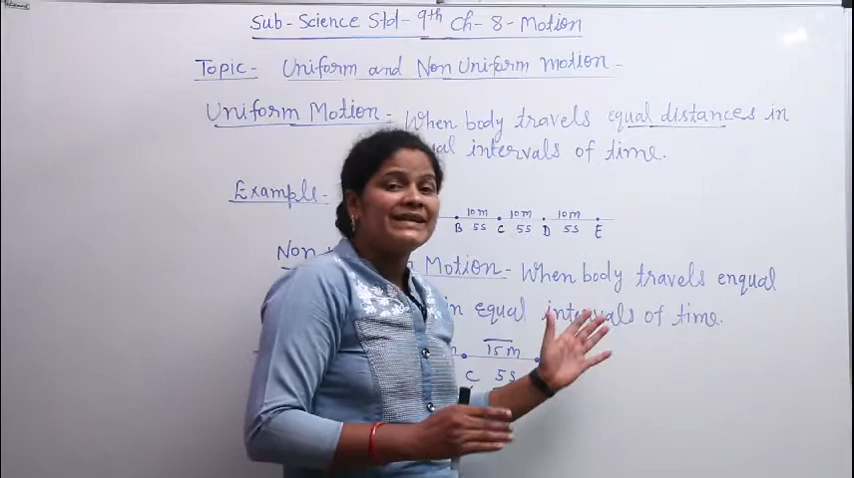 Sub - Science Std - 9th Ch - 8 - Motion
Topic - Uniform and Non Uniform motion -
Uniform Motion - When body travels equal distances in
intervals of time.
Example -
10m 10m 10m
B 5s C 5s D 5s E
Non Motion - When body travels enqual
in equal intervals of time.
15m
C 5s